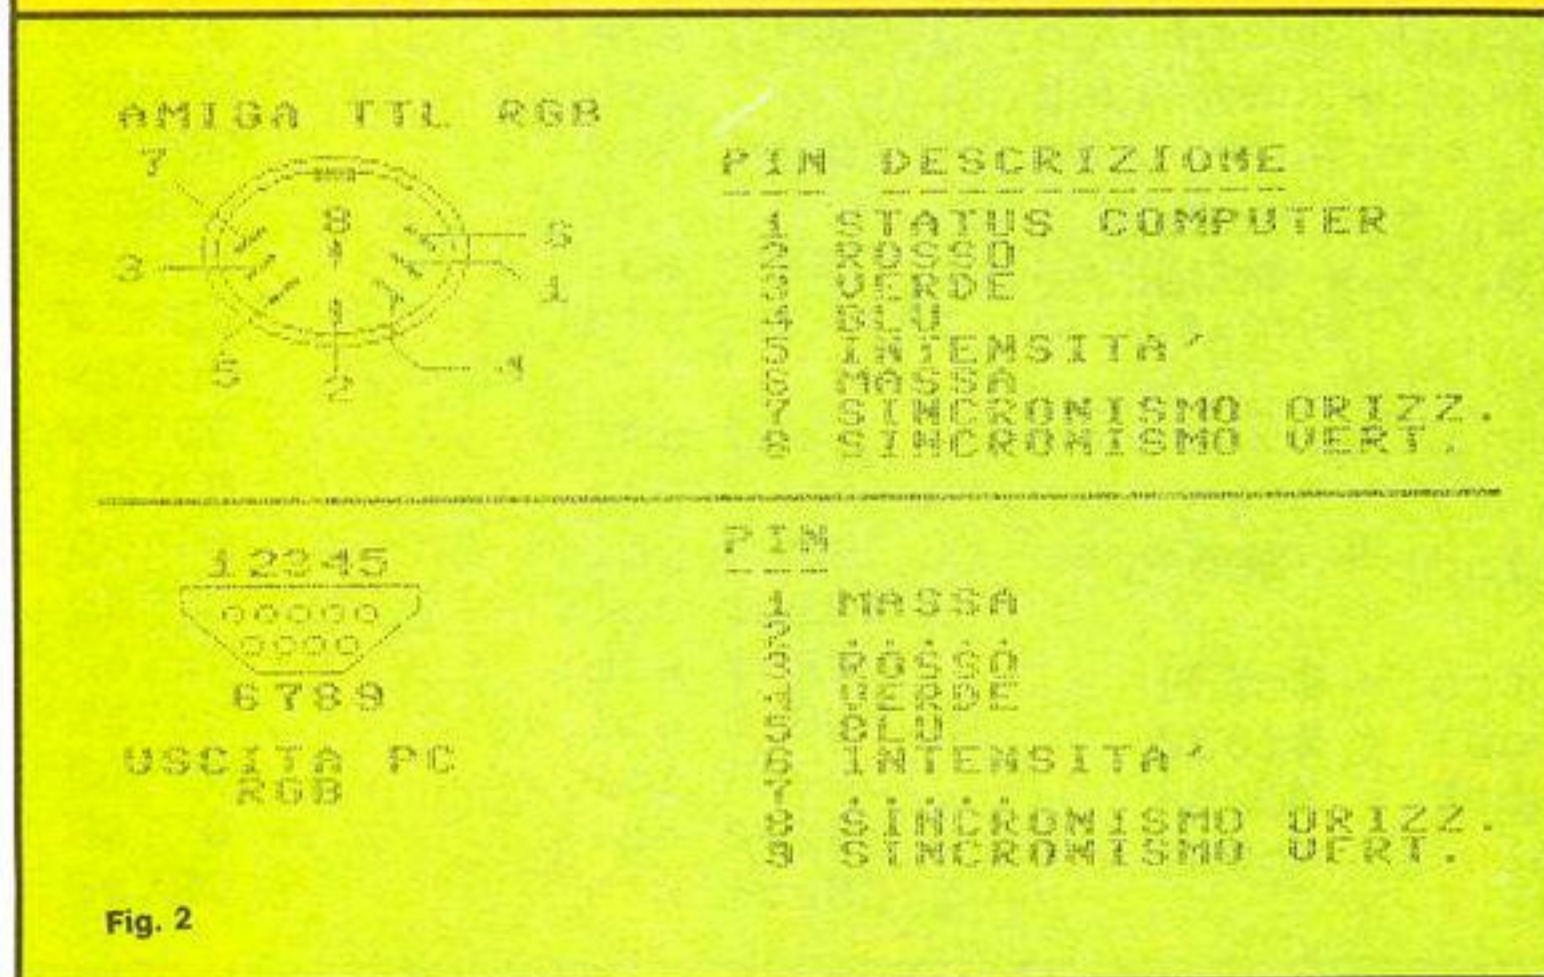 AMIGA TTL RGB
7
8
6
3
1
5
2
4
PIN DESCRIZIONE
1 STATUS COMPUTER
2 ROSSO
3 VERDE
4 BLU
5 INTENSITA'
6 MASSA
7 SINCRONISMO ORIZZ.
8 SINCRONISMO VERT.
12345
6789
USCITA PC
RGB
PIN
1 MASSA
2 .....
3 ROSSO
4 VERDE
5 BLU
6 INTENSITA'
7 .....
8 SINCRONISMO ORIZZ.
9 SINCRONISMO VERT.
Fig. 2